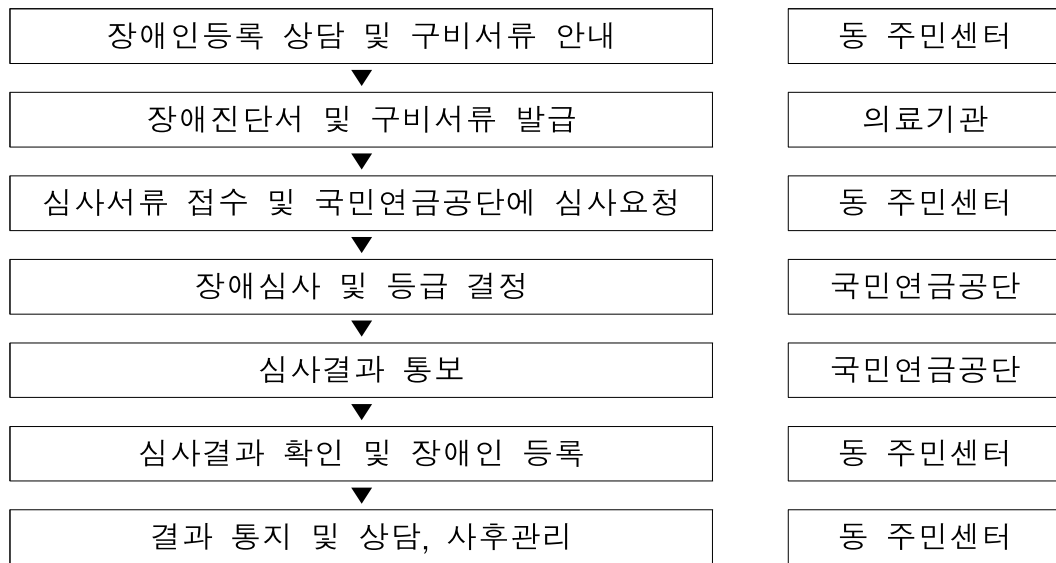 장애인등록 상담 및 구비서류 안내
동 주민센터
▼
장애진단서 및 구비서류 발급
의료기관
▼
심사서류 접수 및 국민연금공단에 심사요청
동 주민센터
▼
장애심사 및 등급 결정
국민연금공단
▼
심사결과 통보
국민연금공단
▼
심사결과 확인 및 장애인 등록
동 주민센터
▼
결과 통지 및 상담, 사후관리
동 주민센터